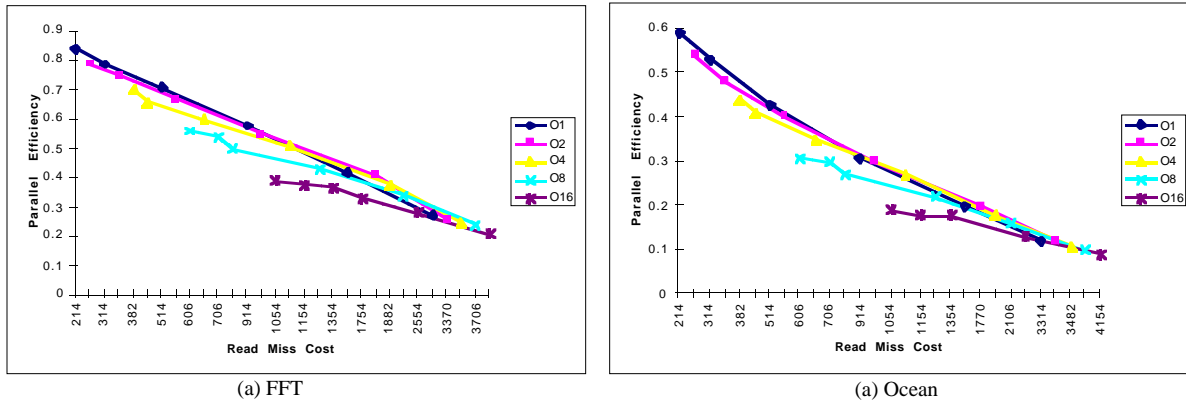 0.9
0.8
0.7
0.6
0.5
0.4
0.3
0.2
0.1
0
Parallel Efficiency
214
314
382
514
606
706
914
1054
1154
1354
1754
1882
2554
3370
3706
Read Miss Cost
O1
O2
O4
O8
O16
(a) FFT
0.6
0.5
0.4
0.3
0.2
0.1
0
Parallel Efficiency
214
314
382
514
606
706
914
1054
1154
1354
1770
2106
3314
3482
4154
Read Miss Cost
O1
O2
O4
O8
O16
(a) Ocean